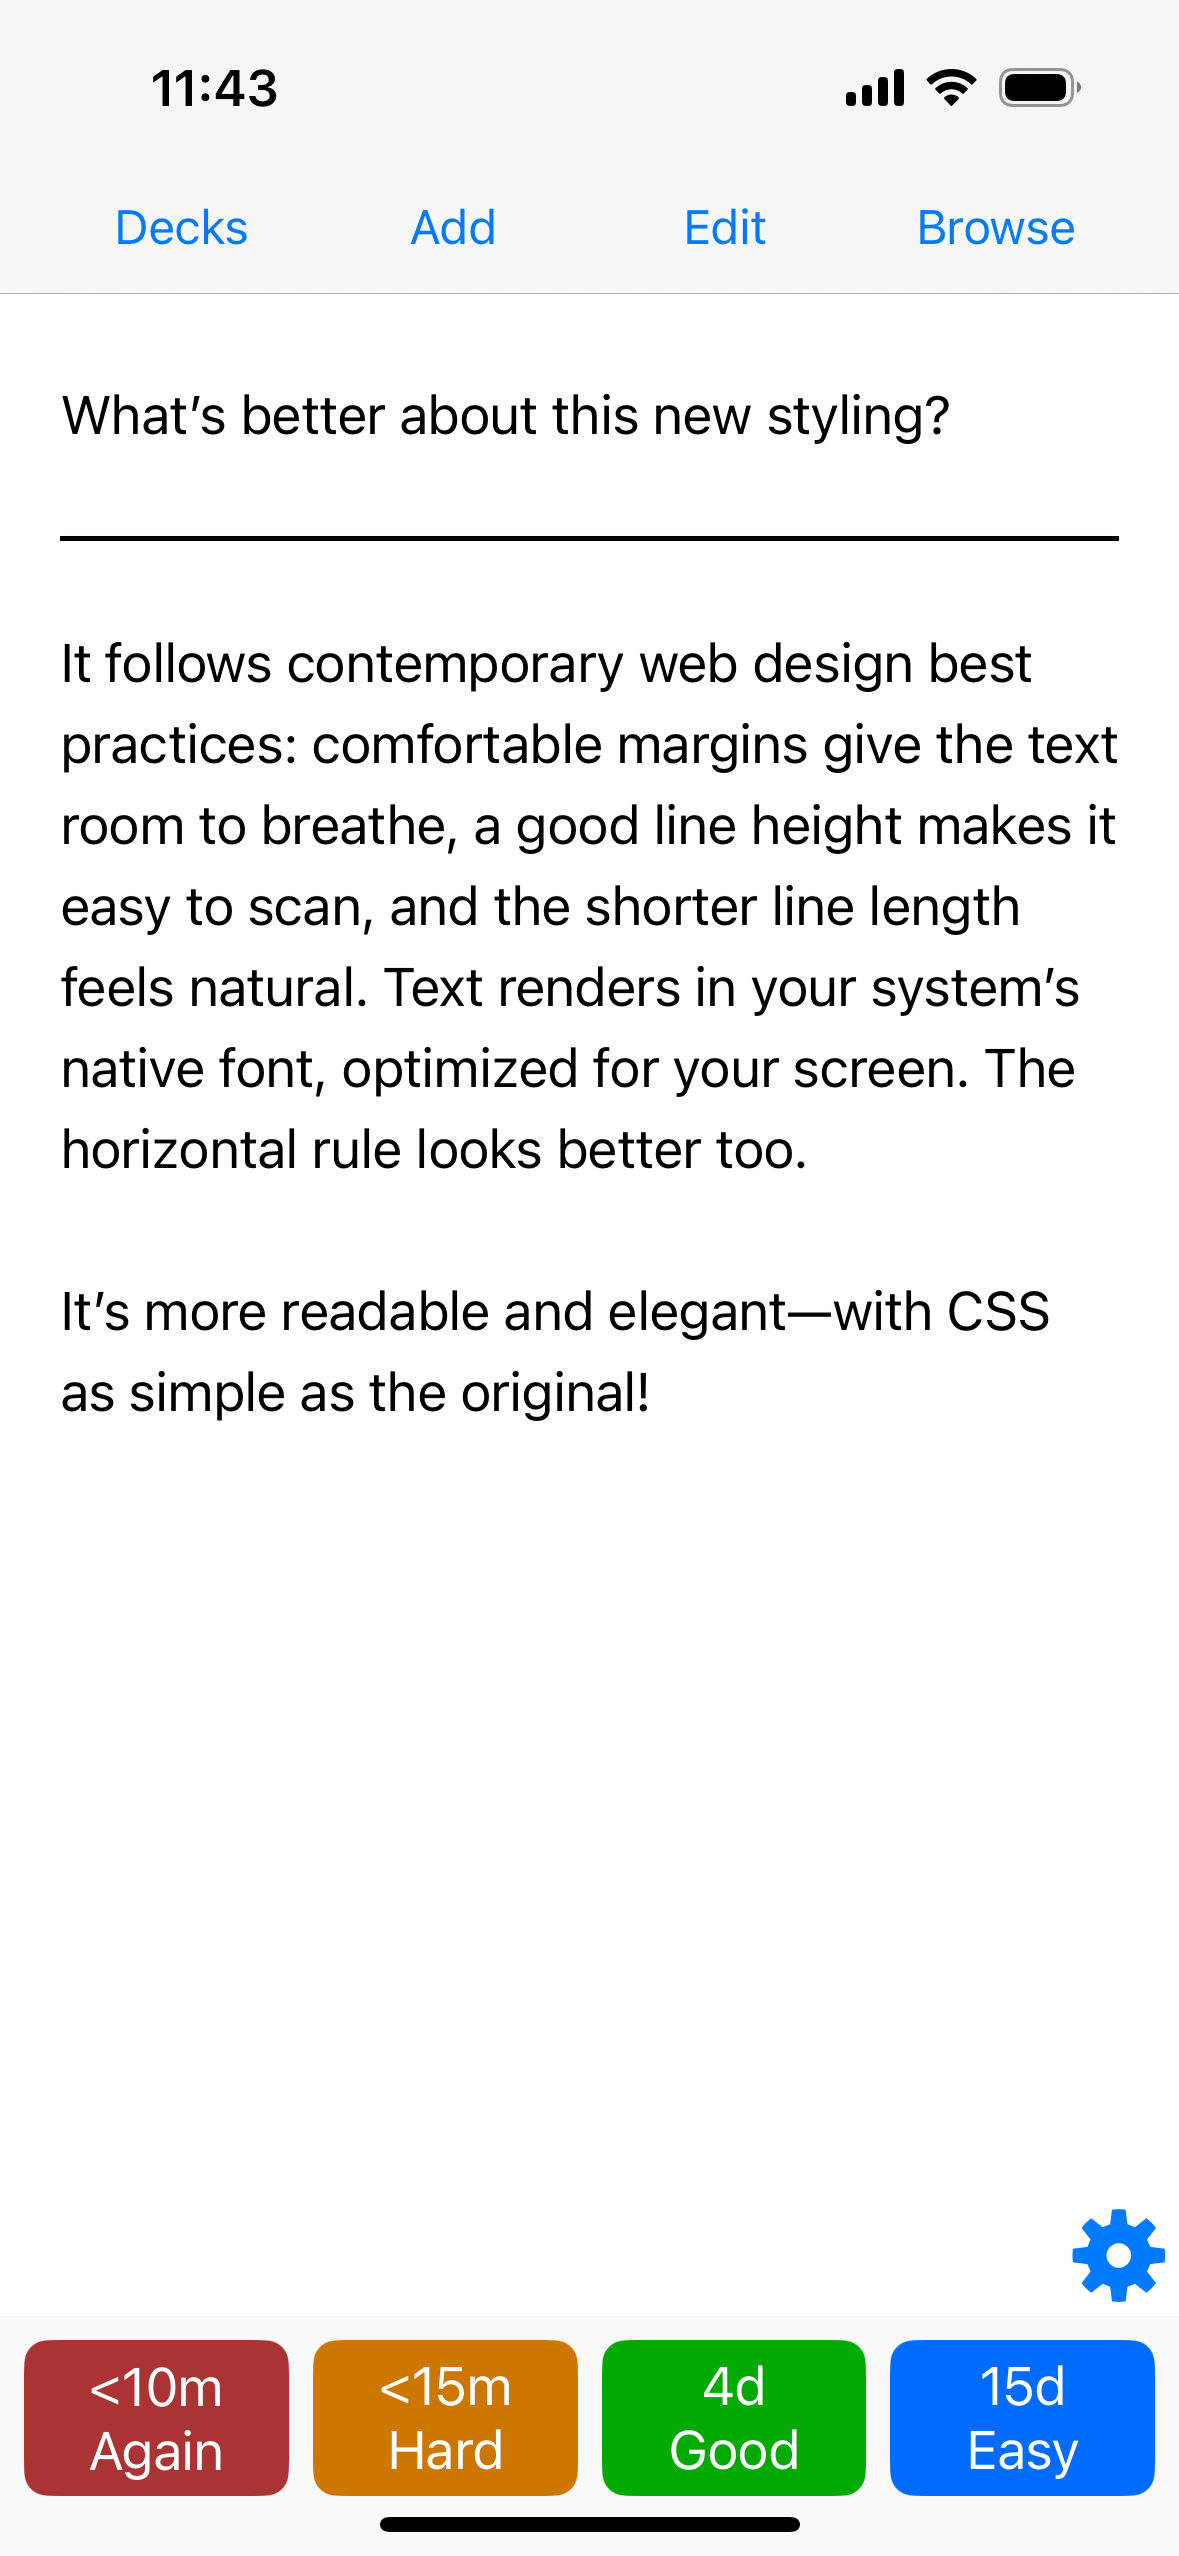 11:43
Decks Add Edit Browse
What’s better about this new styling?
It follows contemporary web design best
practices: comfortable margins give the text
room to breathe, a good line height makes it
easy to scan, and the shorter line length
feels natural. Text renders in your system’s
native font, optimized for your screen. The
horizontal rule looks better too.
It’s more readable and elegant—with CSS
as simple as the original!
<10m <15m 4d 15d
Again Hard Good Easy